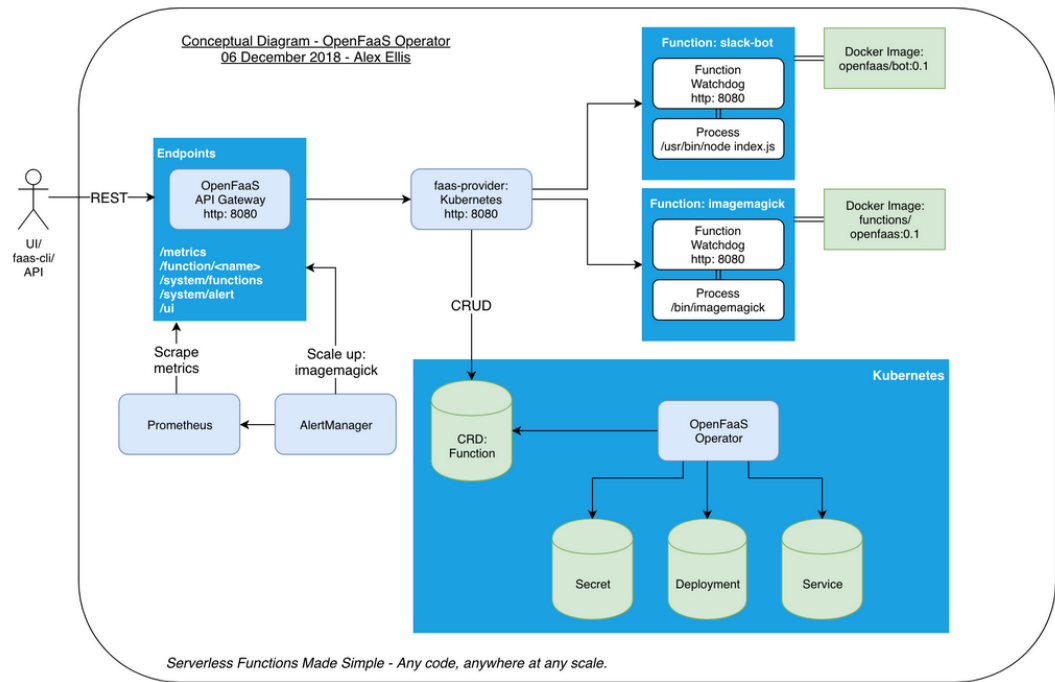 Conceptual Diagram - OpenFaaS Operator
06 December 2018 - Alex Ellis
UI/
faas-cli/
API
REST
Endpoints
OpenFaaS
API Gateway
http: 8080
/metrics
/function/<name>
/system/functions
/system/alert
/ui
faas-provider:
Kubernetes
http: 8080
Function: slack-bot
Function
Watchdog
http: 8080
Process
/usr/bin/node index.js
Docker Image:
openfaas/bot:0.1
Function: imagemagick
Function
Watchdog
http: 8080
Process
/bin/imagemagick
Docker Image:
functions/
openfaas:0.1
Scrape
metrics
Scale up:
imagemagick
Prometheus
AlertManager
CRUD
Kubernetes
CRD:
Function
OpenFaaS
Operator
Secret
Deployment
Service
Serverless Functions Made Simple - Any code, anywhere at any scale.